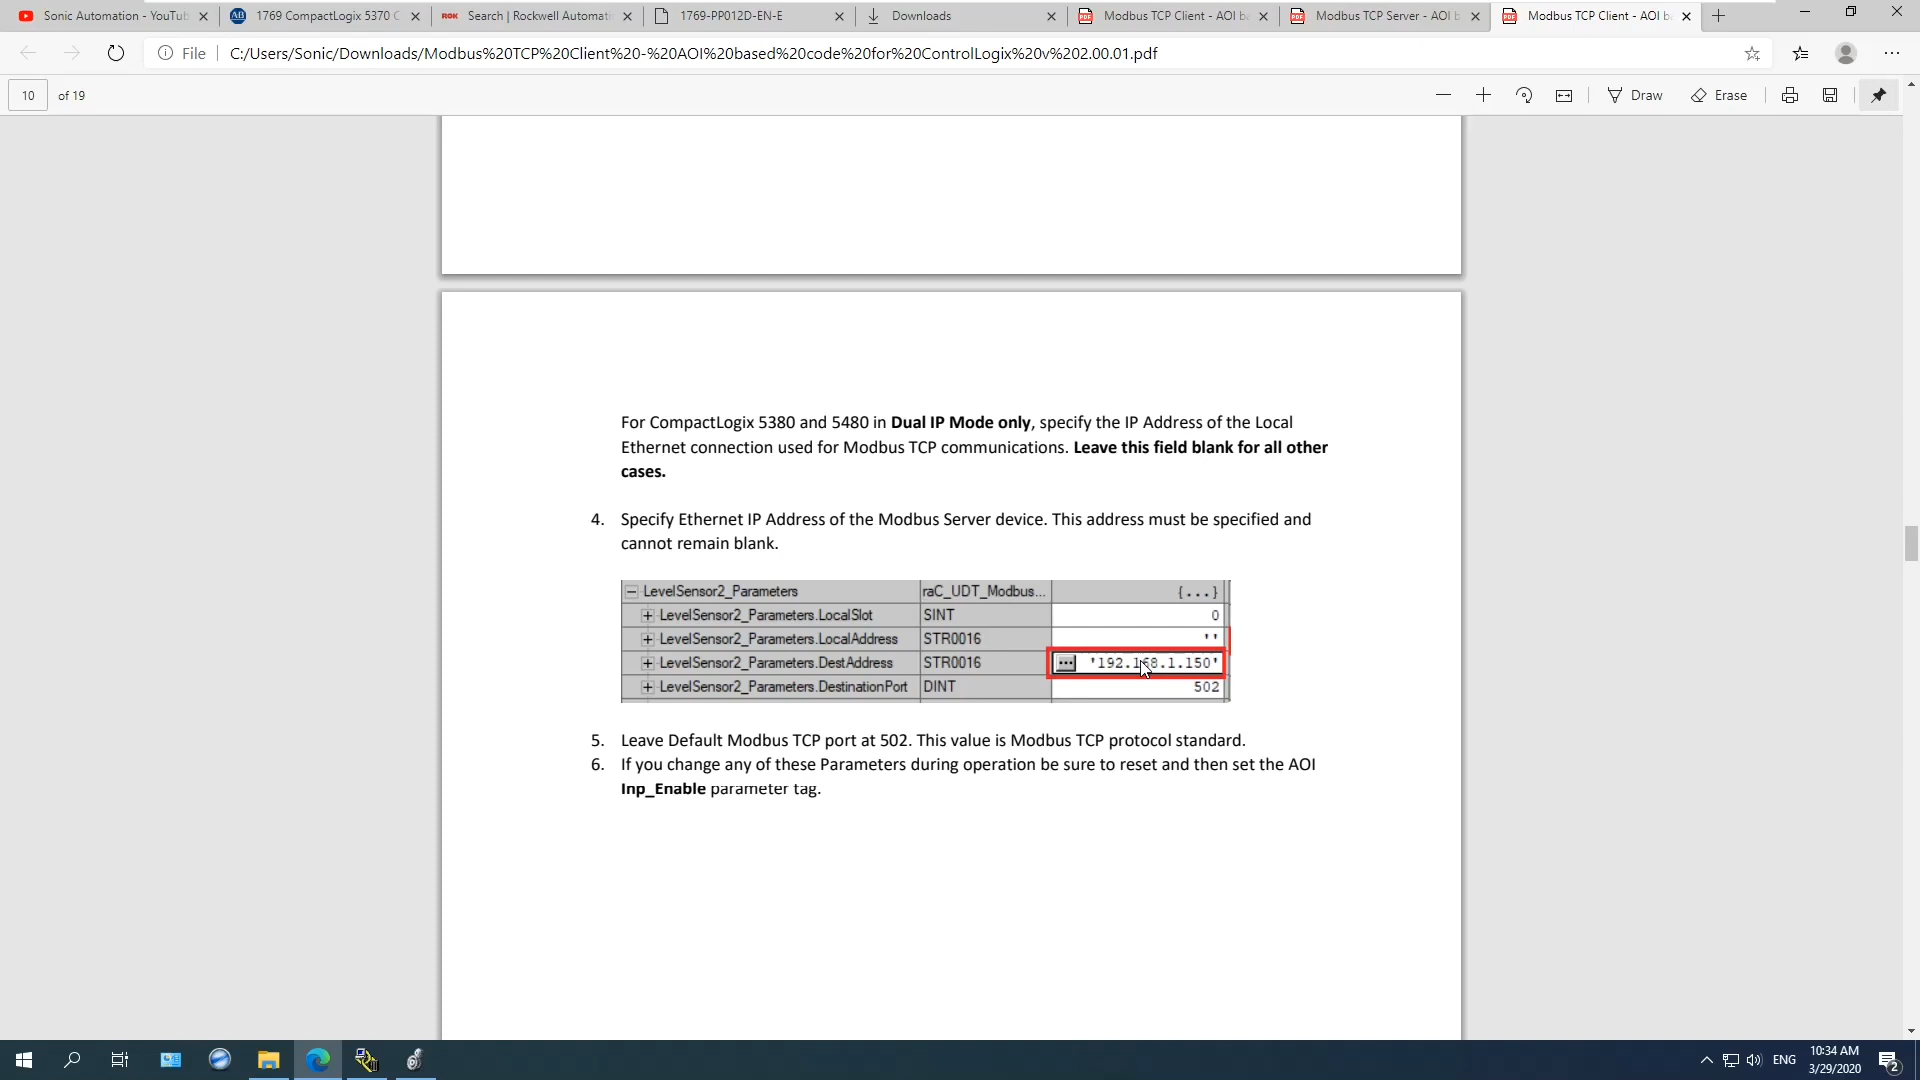 Sonic Automation - YouTub
1769 CompactLogix 5370 C
Search | Rockwell Automati
1769-PP012D-EN-E
Downloads
Modbus TCP Client - AOI ba
Modbus TCP Server - AOI b
Modbus TCP Client - AOI ba
File
C:/Users/Sonic/Downloads/Modbus%20TCP%20Client%20-%20AOI%20based%20code%20for%20ControlLogix%20v%202.00.01.pdf
10 of 19
Draw
Erase
For CompactLogix 5380 and 5480 in Dual IP Mode only, specify the IP Address of the Local
Ethernet connection used for Modbus TCP communications. Leave this field blank for all other
cases.
4. Specify Ethernet IP Address of the Modbus Server device. This address must be specified and
cannot remain blank.
LevelSensor2_Parameters raC_UDT_Modbus... {...}
LevelSensor2_Parameters.LocalSlot SINT 0
LevelSensor2_Parameters.LocalAddress STR0016 ''
LevelSensor2_Parameters.DestAddress STR0016 ... '192.168.1.150'
LevelSensor2_Parameters.DestinationPort DINT 502
5. Leave Default Modbus TCP port at 502. This value is Modbus TCP protocol standard.
6. If you change any of these Parameters during operation be sure to reset and then set the AOI
Inp_Enable parameter tag.
ENG
10:34 AM
3/29/2020
2